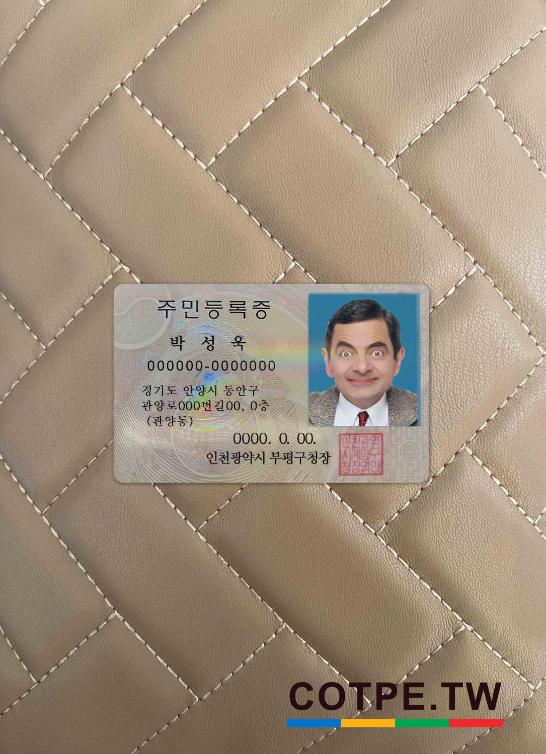 주민등록증
박 성 욱
000000-0000000
경기도 안양시 동안구
관양로000번길00, 0층
(관양동)
0000. 0. 00.
인천광약시 부평구청장
COTPE.TW